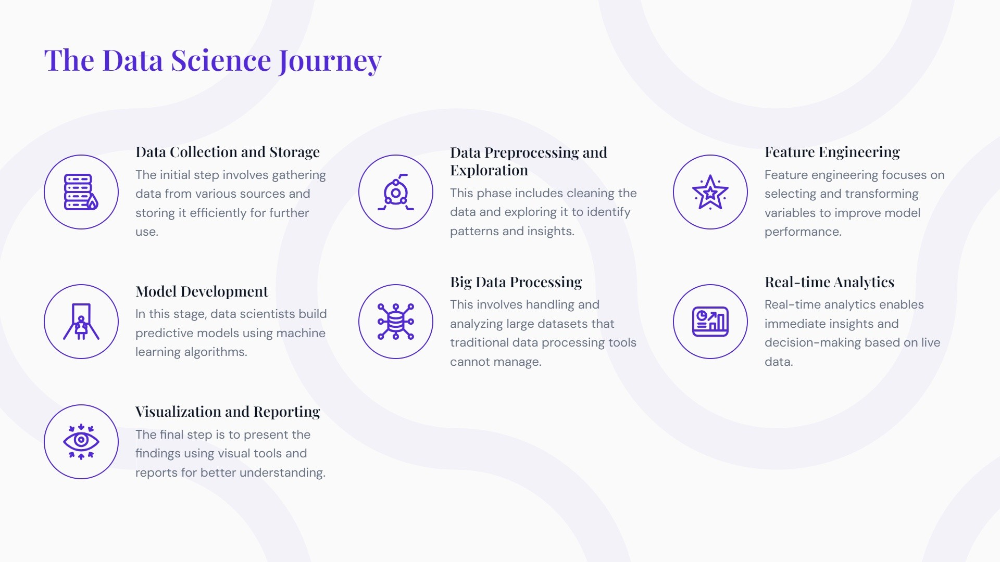 The Data Science Journey
Data Collection and Storage
The initial step involves gathering
data from various sources and
storing it efficiently for further
use.
Data Preprocessing and
Exploration
This phase includes cleaning the
data and exploring it to identify
patterns and insights.
Feature Engineering
Feature engineering focuses on
selecting and transforming
variables to improve model
performance.
Model Development
In this stage, data scientists build
predictive models using machine
learning algorithms.
Big Data Processing
This involves handling and
analyzing large datasets that
traditional data processing tools
cannot manage.
Real-time Analytics
Real-time analytics enables
immediate insights and
decision-making based on live
data.
Visualization and Reporting
The final step is to present the
findings using visual tools and
reports for better understanding.